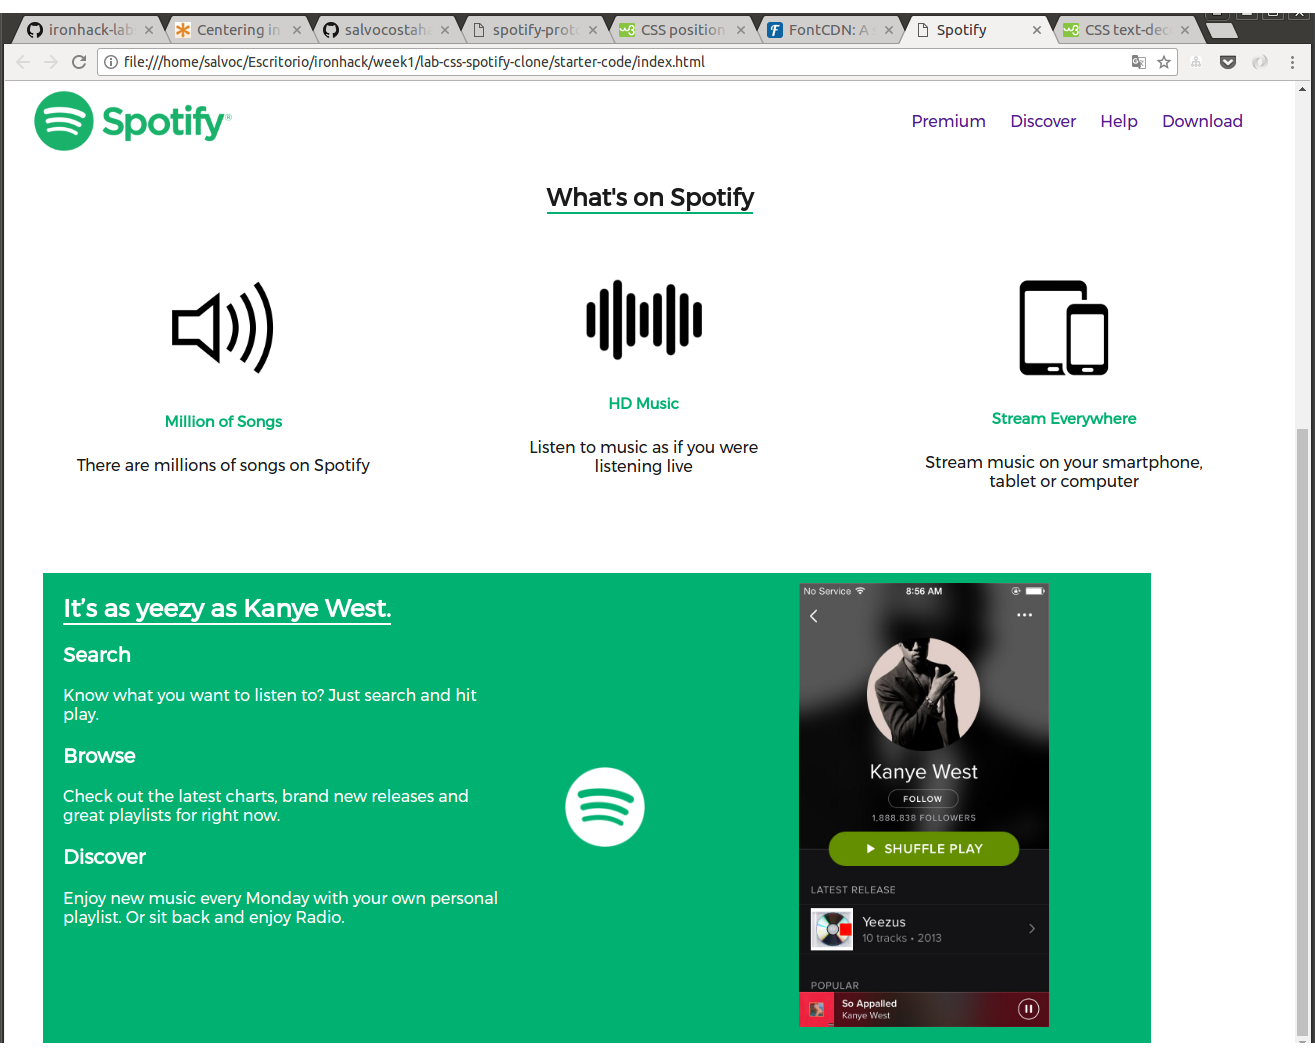 ironhack-lab
Centering in
salvocostaha
spotify-proto
CSS position
FontCDN: A s
Spotify
CSS text-dec
file:///home/salvoc/Escritorio/ironhack/week1/lab-css-spotify-clone/starter-code/index.html
Spotify®
Premium Discover Help Download
What's on Spotify
Million of Songs
There are millions of songs on Spotify
HD Music
Listen to music as if you were
listening live
Stream Everywhere
Stream music on your smartphone,
tablet or computer
It's as yeezy as Kanye West.
Search
Know what you want to listen to? Just search and hit
play.
Browse
Check out the latest charts, brand new releases and
great playlists for right now.
Discover
Enjoy new music every Monday with your own personal
playlist. Or sit back and enjoy Radio.
No Service 8:56 AM
Kanye West
FOLLOW
1,888,838 FOLLOWERS
SHUFFLE PLAY
LATEST RELEASE
Yeezus
10 tracks • 2013
POPULAR
So Appalled
Kanye West